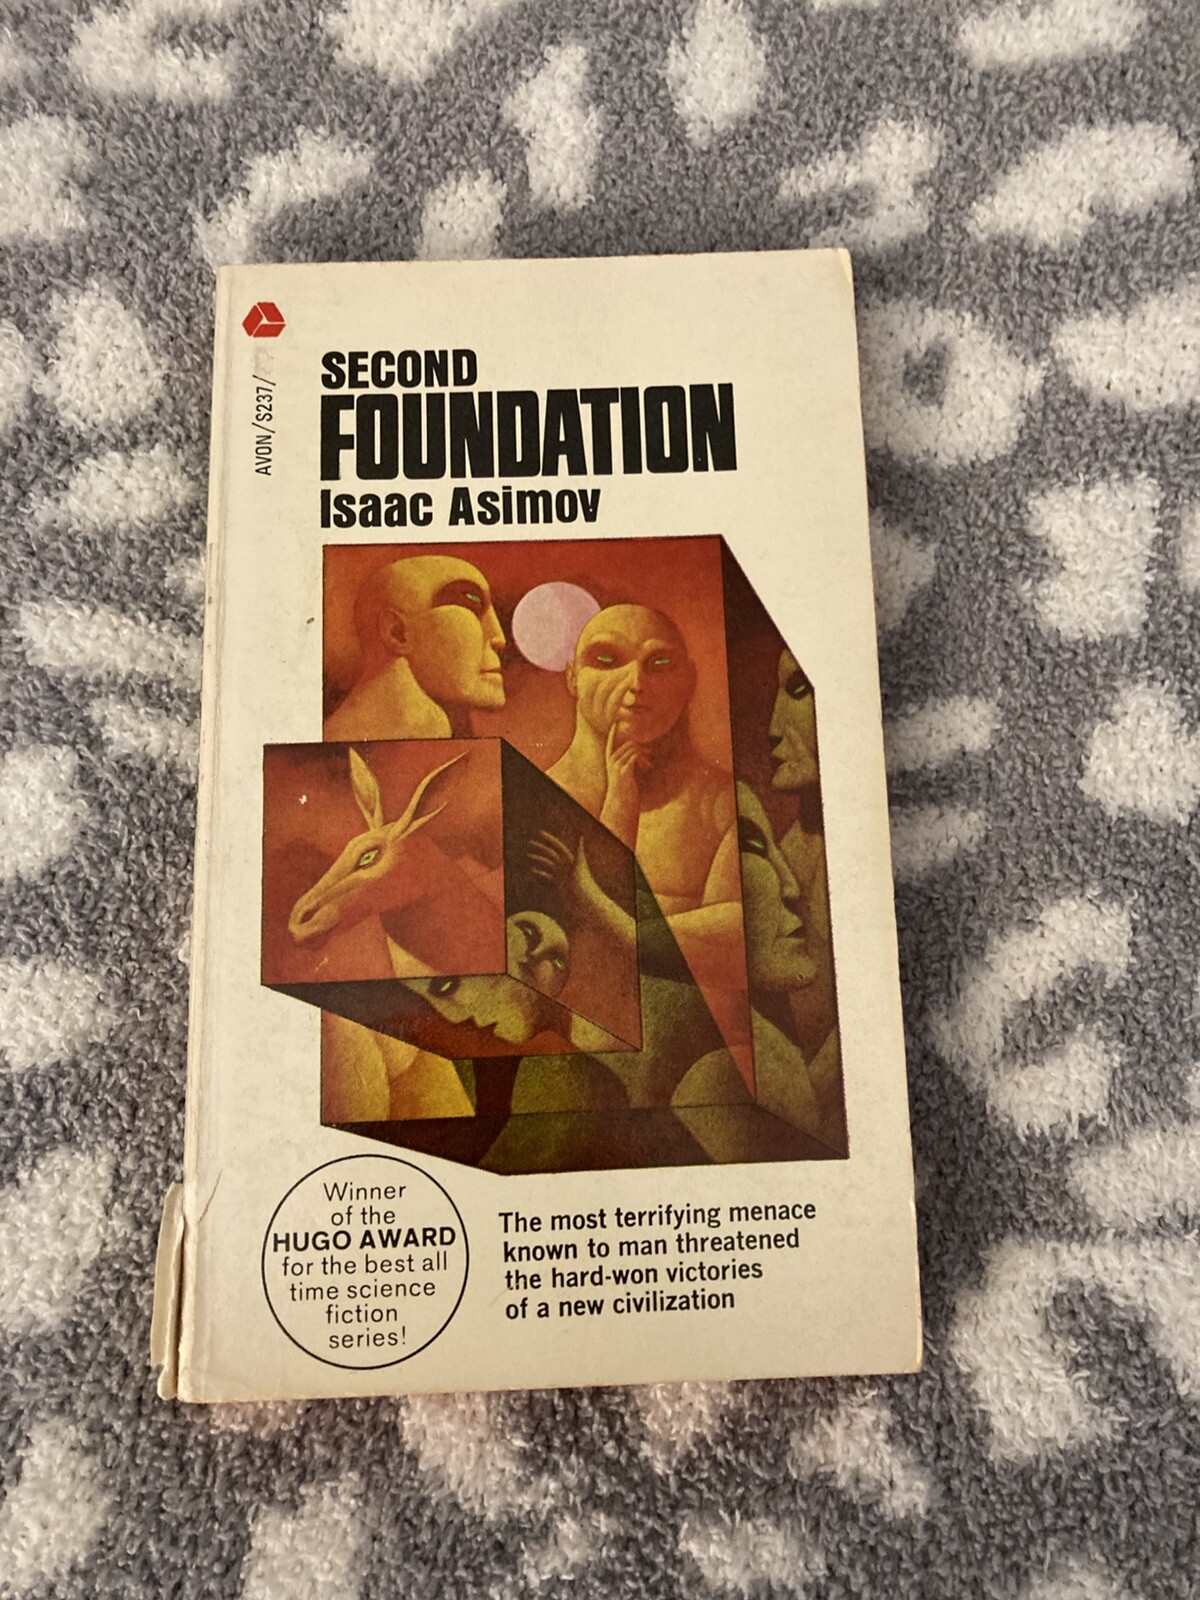 AVON/S237/
SECOND
FOUNDATION
Isaac Asimov
Winner
of the
HUGO AWARD
for the best all
time science
fiction
series!
The most terrifying menace
known to man threatened
the hard-won victories
of a new civilization